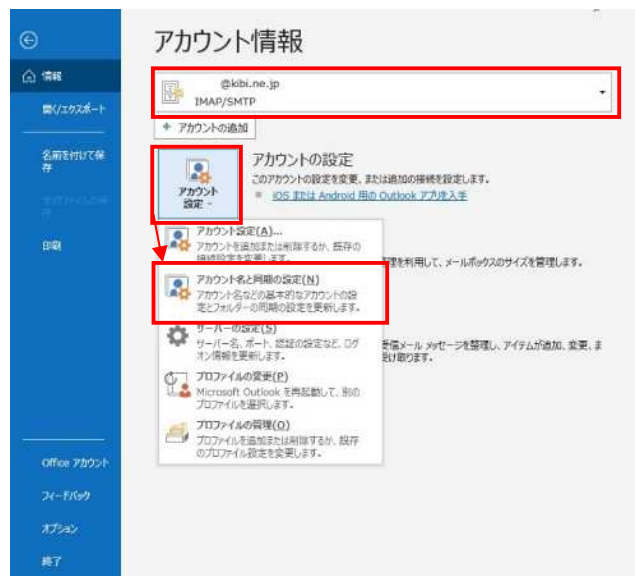 アカウント情報
情報
開く/エクスポート
名前を付けて保
存
印刷
Office アカウント
フィードバック
オプション
終了
@kibi.ne.jp
IMAP/SMTP
+ アカウントの追加
アカウント
設定
アカウントの設定
このアカウントの設定を変更、または追加の接続を設定します。
iOS または Android 用の Outlook アプリを入手
アカウント設定(A)...
アカウントを追加または削除するか、既存の
接続設定を変更します。
理を利用して、メールボックスのサイズを管理します。
アカウント名と同期の設定(N)
アカウント名などの基本的なアカウントの設
定とフォルダーの同期の設定を更新します。
サーバーの設定(S)
サーバー名、ポート、認証の設定など、ログ
オン情報を更新します。
受信メール メッセージを整理し、アイテムが追加、変更、ま
受け取ります。
プロファイルの変更(P)
Microsoft Outlook を再起動して、別の
プロファイルを選択します。
プロファイルの管理(O)
プロファイルを追加または削除するか、既存
のプロファイル設定を変更します。